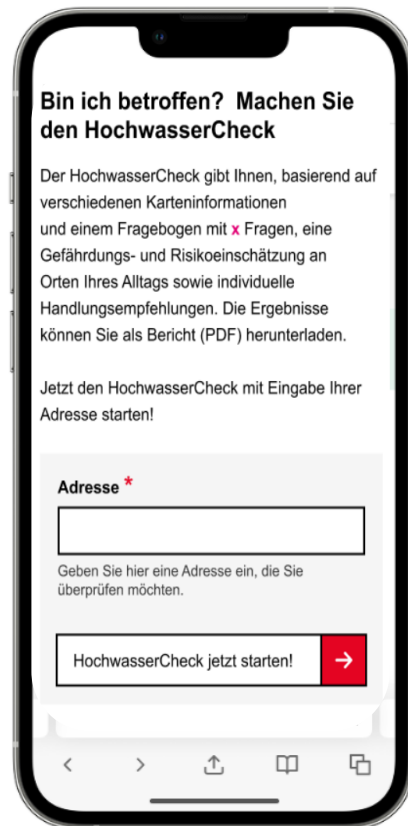 Bin ich betroffen? Machen Sie
den HochwasserCheck
Der HochwasserCheck gibt Ihnen, basierend auf
verschiedenen Karteninformationen
und einem Fragebogen mit x Fragen, eine
Gefährdungs- und Risikoeinschätzung an
Orten Ihres Alltags sowie individuelle
Handlungsempfehlungen. Die Ergebnisse
können Sie als Bericht (PDF) herunterladen.
Jetzt den HochwasserCheck mit Eingabe Ihrer
Adresse starten!
Adresse *
Geben Sie hier eine Adresse ein, die Sie
überprüfen möchten.
HochwasserCheck jetzt starten!